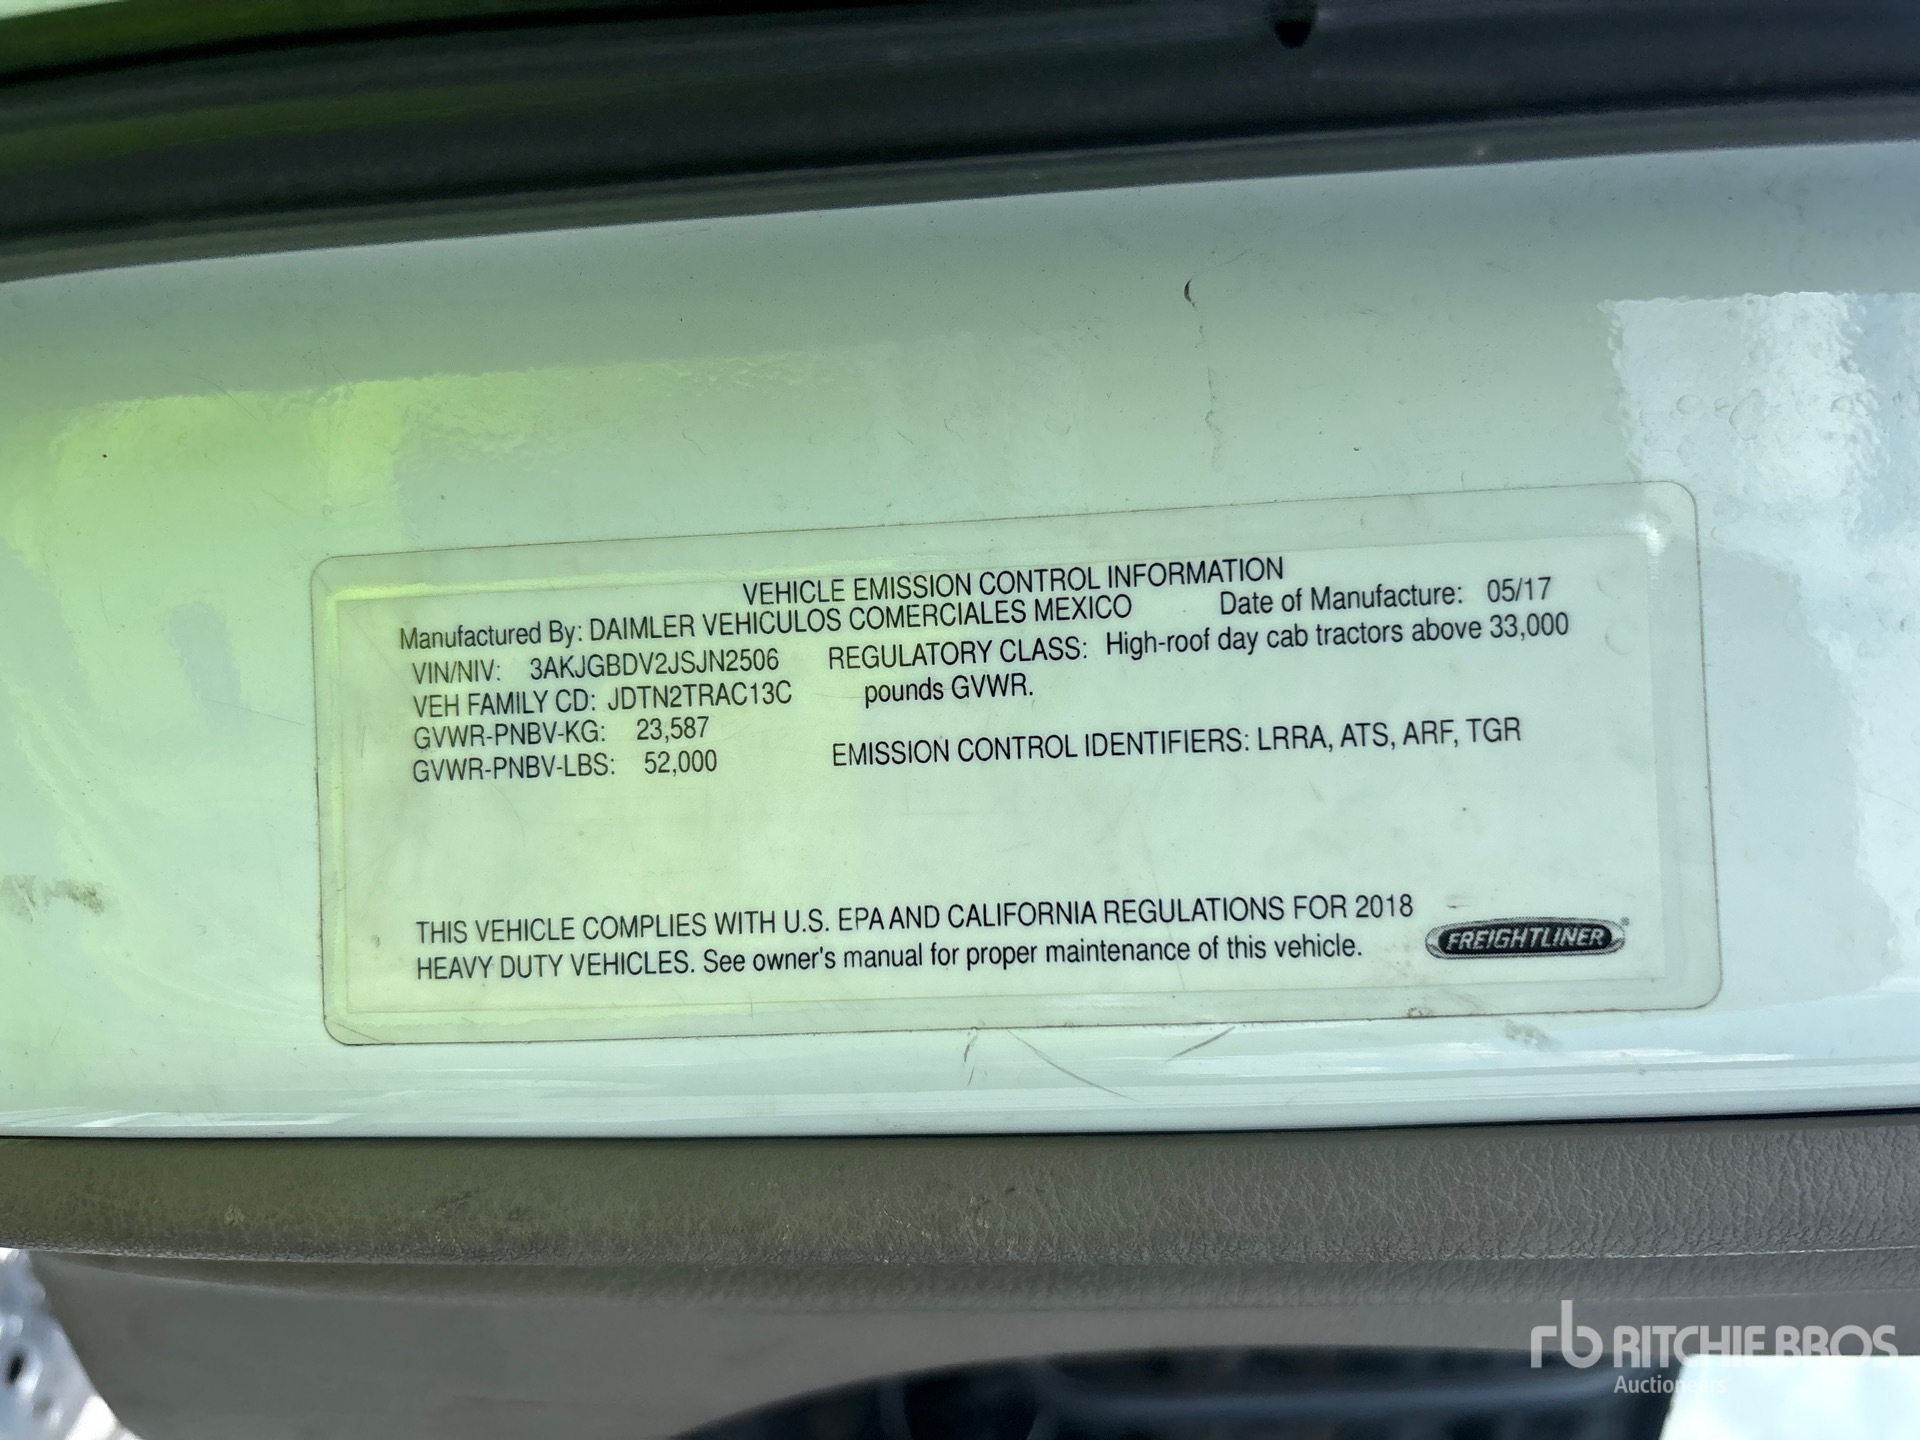 VEHICLE EMISSION CONTROL INFORMATION
Manufactured By: DAIMLER VEHICULOS COMERCIALES MEXICO Date of Manufacture: 05/17
VIN/NIV: 3AKJGBDV2JSJN2506 REGULATORY CLASS: High-roof day cab tractors above 33,000
VEH FAMILY CD: JDTN2TRAC13C pounds GVWR.
GVWR-PNBV-KG: 23,587
GVWR-PNBV-LBS: 52,000 EMISSION CONTROL IDENTIFIERS: LRRA, ATS, ARF, TGR
THIS VEHICLE COMPLIES WITH U.S. EPA AND CALIFORNIA REGULATIONS FOR 2018
HEAVY DUTY VEHICLES. See owner's manual for proper maintenance of this vehicle.
FREIGHTLINER®
rb RITCHIE BROS
Auctioneers